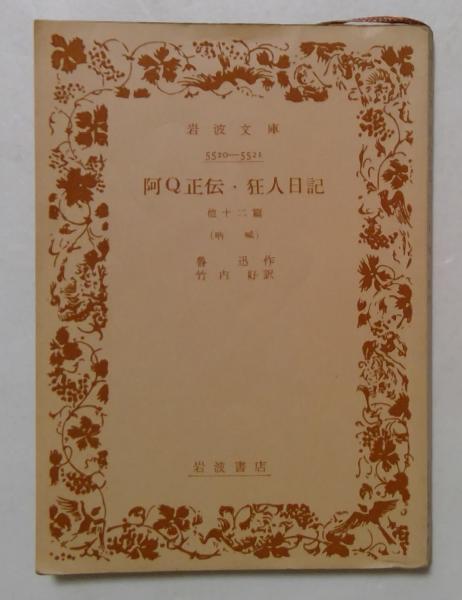 岩波文庫
5520—5521
阿Q正伝・狂人日記
他十二篇
(吶喊)
魯迅作
竹内好訳
岩波書店